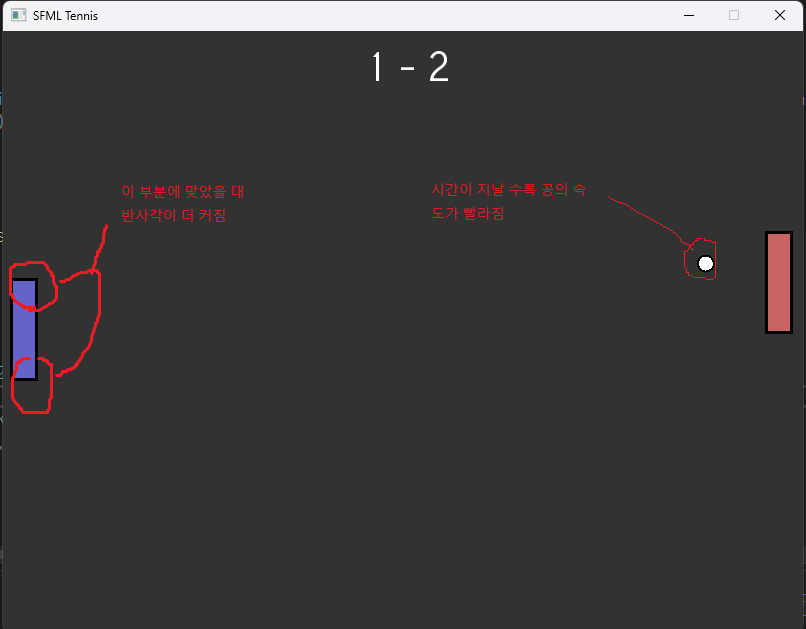 SFML Tennis
1 - 2
이 부분에 맞았을 대
반사각이 더 커짐
시간이 지날 수록 공의 속
도가 빨라짐